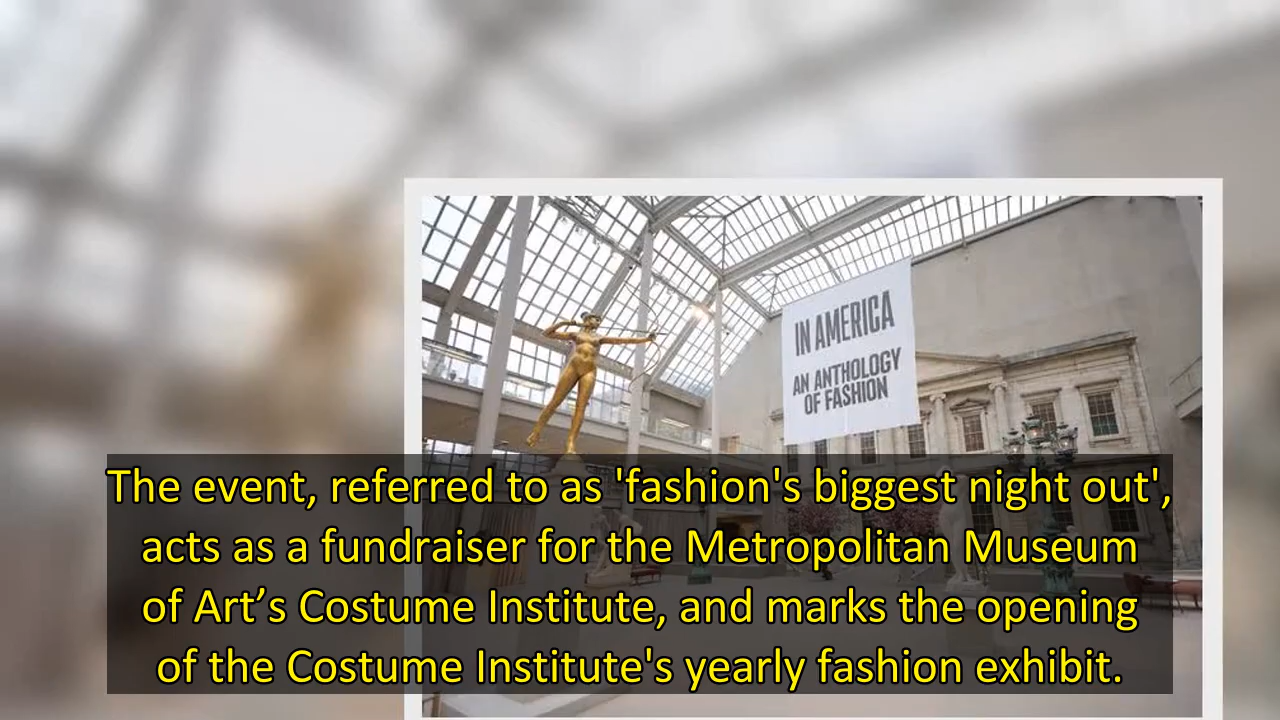 IN AMERICA
AN ANTHOLOGY
OF FASHION
The event, referred to as 'fashion's biggest night out',
acts as a fundraiser for the Metropolitan Museum
of Art’s Costume Institute, and marks the opening
of the Costume Institute's yearly fashion exhibit.